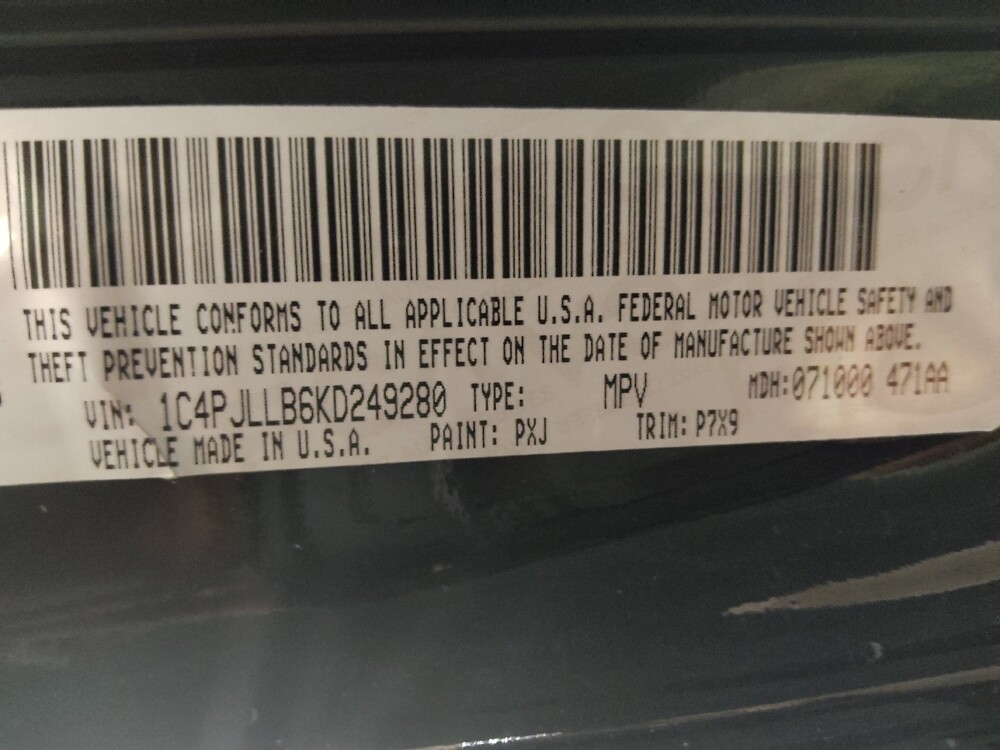 THIS VEHICLE CONFORMS TO ALL APPLICABLE U.S.A. FEDERAL MOTOR VEHICLE SAFETY AND
THEFT PREVENTION STANDARDS IN EFFECT ON THE DATE OF MANUFACTURE SHOWN ABOVE.
VIN: 1C4PJLLB6KD249280 TYPE: MPV MDH:071000 471AA
VEHICLE MADE IN U.S.A. PAINT: PXJ TRIM: P7X9